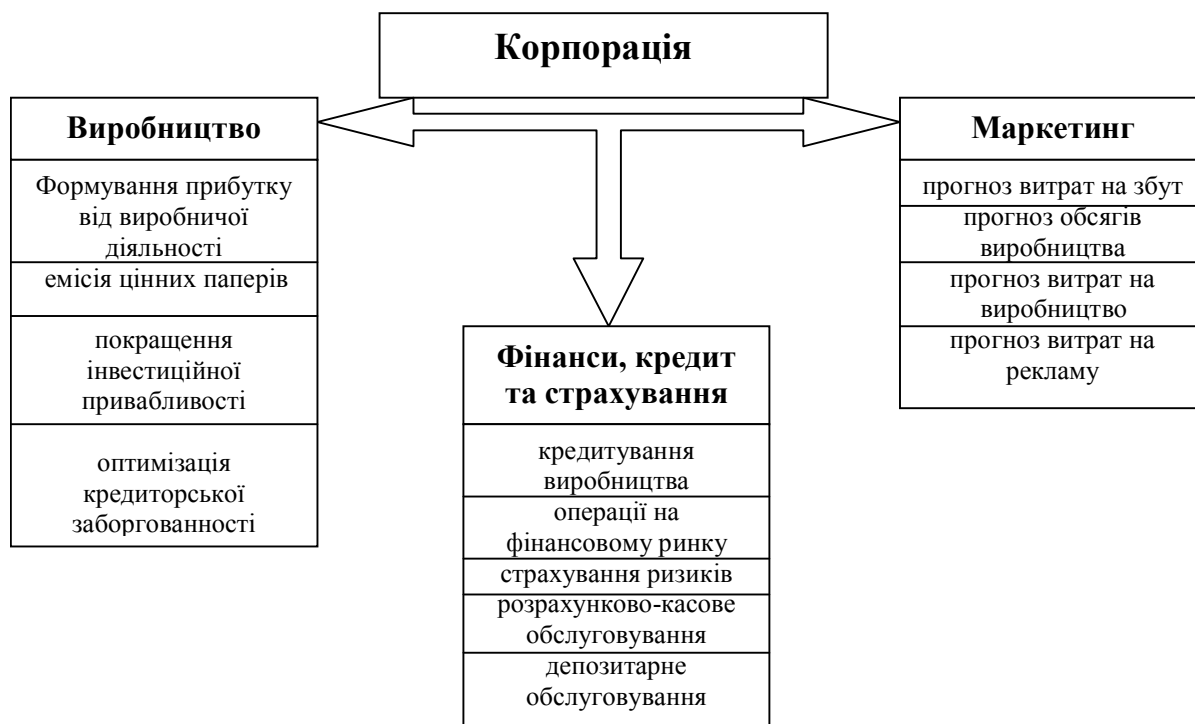 Корпорація
Виробництво
Формування прибутку
від виробничої
діяльності
емісія цінних паперів
покращення
інвестиційної
привабливості
оптимізація
кредиторської
заборгованності
Фінанси, кредит
та страхування
кредитування
виробництва
операції на
фінансовому ринку
страхування ризиків
розрахунково-касове
обслуговування
депозитарне
обслуговування
Маркетинг
прогноз витрат на збут
прогноз обсягів
виробництва
прогноз витрат на
виробництво
прогноз витрат на
рекламу